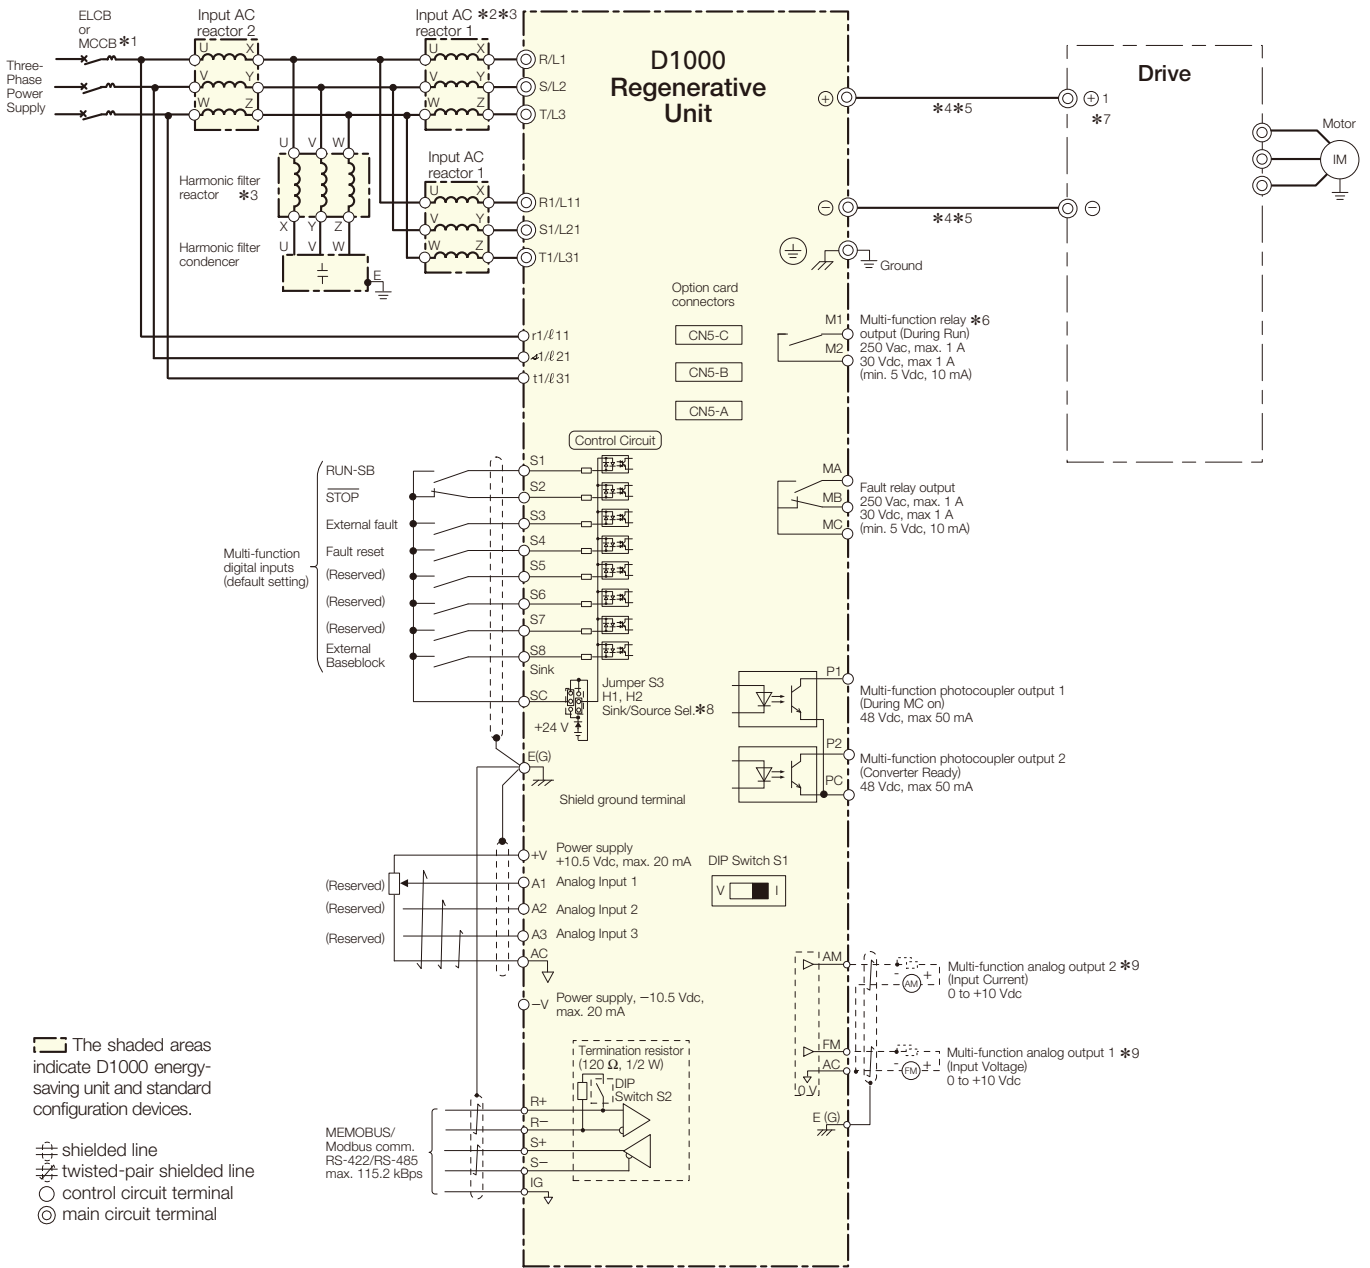 ELCB
or
MCCB *1
Three-
Phase
Power
Supply
Input AC
reactor 2
U X
V Y
W Z
Input AC *2*3
reactor 1
U X
V Y
W Z
R/L1
S/L2
T/L3
D1000
Regenerative
Unit
Drive
+
*4*5
+ 1
*7
Motor
IM
U V W
Harmonic filter
reactor *3
X Y Z
U V W
Harmonic filter
condencer
E
Input AC
reactor 1
U X
V Y
W Z
R1/L11
S1/L21
T1/L31
−
*4*5
−
Ground
r1/ℓ11
1/ℓ21
t1/ℓ31
Option card
connectors
CN5-C
CN5-B
CN5-A
M1
M2
Multi-function relay *6
output (During Run)
250 Vac, max. 1 A
30 Vdc, max 1 A
(min. 5 Vdc, 10 mA)
Control Circuit
Multi-function
digital inputs
(default setting)
RUN-SB
STOP
External fault
Fault reset
(Reserved)
(Reserved)
(Reserved)
External
Baseblock
S1
S2
S3
S4
S5
S6
S7
S8
Sink
SC
+24 V
Jumper S3
H1, H2
Sink/Source Sel.*8
MA
MB
MC
Fault relay output
250 Vac, max. 1 A
30 Vdc, max 1 A
(min. 5 Vdc, 10 mA)
P1
Multi-function photocoupler output 1
(During MC on)
48 Vdc, max 50 mA
P2
PC
Multi-function photocoupler output 2
(Converter Ready)
48 Vdc, max 50 mA
E(G)
Shield ground terminal
+V
Power supply
+10.5 Vdc, max. 20 mA
(Reserved)
A1 Analog Input 1
(Reserved)
A2 Analog Input 2
(Reserved)
A3 Analog Input 3
AC
−V
Power supply, −10.5 Vdc,
max. 20 mA
DIP Switch S1
V I
AM
- +
AM
Multi-function analog output 2 *9
(Input Current)
0 to +10 Vdc
FM
AC
0 V
- +
FM
Multi-function analog output 1 *9
(Input Voltage)
0 to +10 Vdc
E (G)
Termination resistor
(120 Ω, 1/2 W)
DIP
Switch S2
MEMOBUS/
Modbus comm.
RS-422/RS-485
max. 115.2 kBps
R+
R−
S+
S−
IG
The shaded areas
indicate D1000 energy-
saving unit and standard
configuration devices.
shielded line
twisted-pair shielded line
control circuit terminal
main circuit terminal